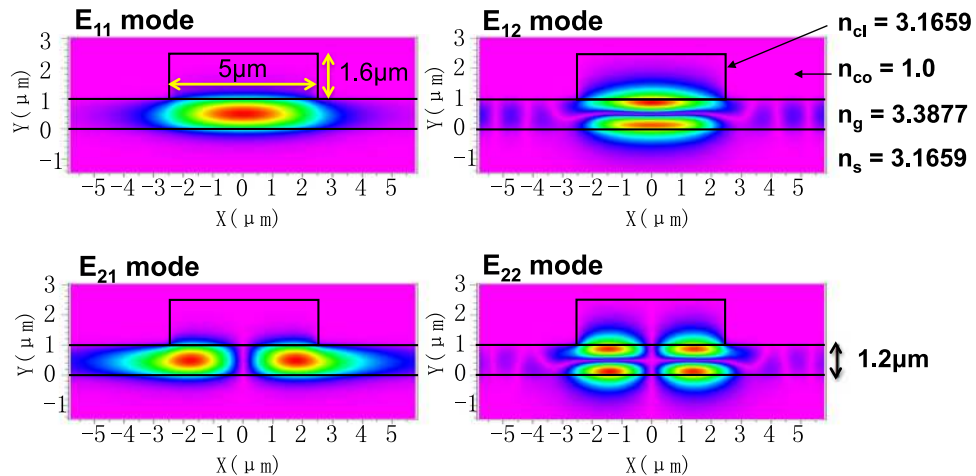 E11 mode
E12 mode
ncl = 3.1659
nco = 1.0
ng = 3.3877
ns = 3.1659
5μm
1.6μm
Y(μm)
3
2
1
0
-1
-5 -4 -3 -2 -1 0 1 2 3 4 5
X(μm)
Y(μm)
3
2
1
0
-1
-5 -4 -3 -2 -1 0 1 2 3 4 5
X(μm)
E21 mode
E22 mode
1.2μm
Y(μm)
3
2
1
0
-1
-5 -4 -3 -2 -1 0 1 2 3 4 5
X(μm)
Y(μm)
3
2
1
0
-1
-5 -4 -3 -2 -1 0 1 2 3 4 5
X(μm)